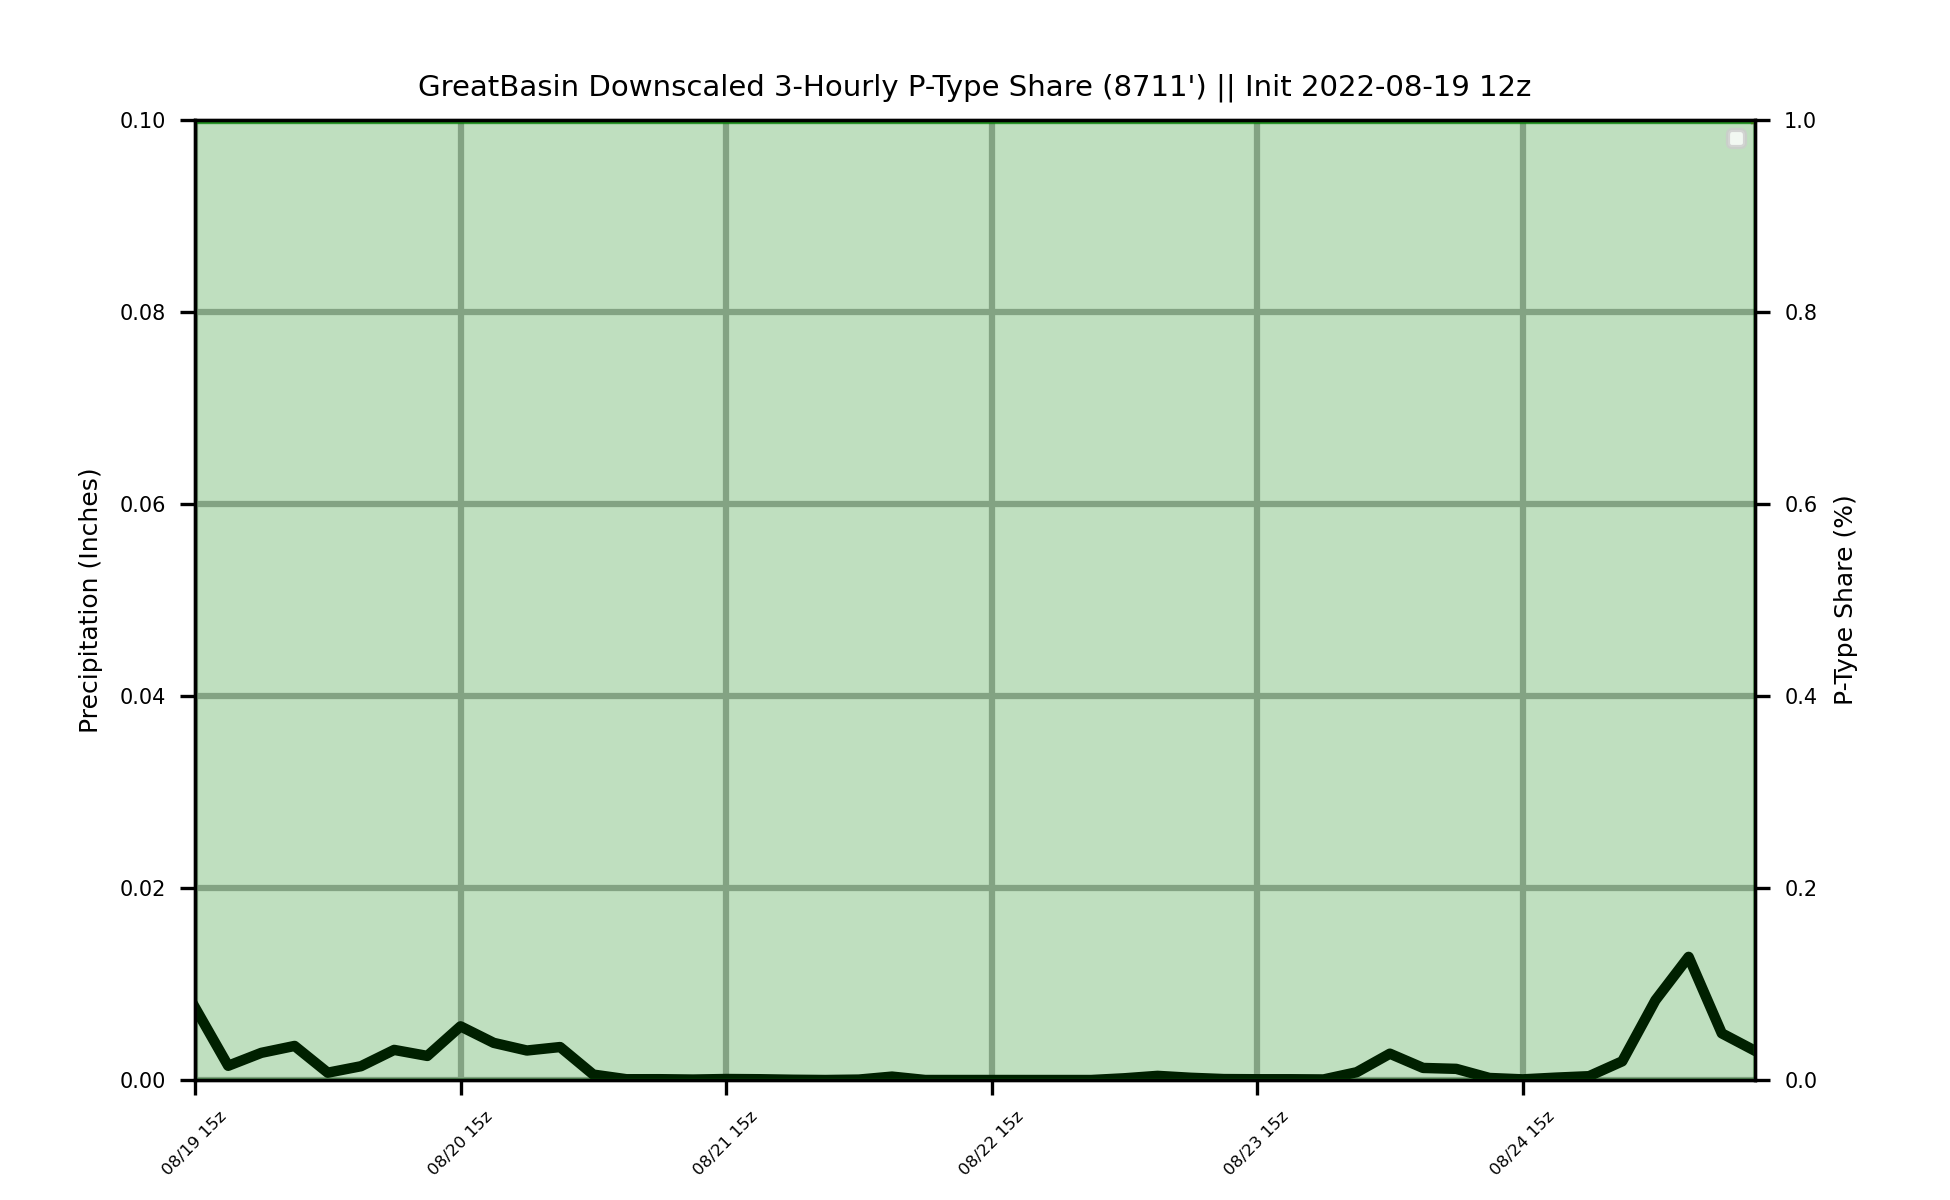 GreatBasin Downscaled 3-Hourly P-Type Share (8711') || Init 2022-08-19 12z
Precipitation (Inches)
0.10
0.08
0.06
0.04
0.02
0.00
1.0
0.8
0.6
0.4
0.2
0.0
P-Type Share (%)
08/19 15z
08/20 15z
08/21 15z
08/22 15z
08/23 15z
08/24 15z